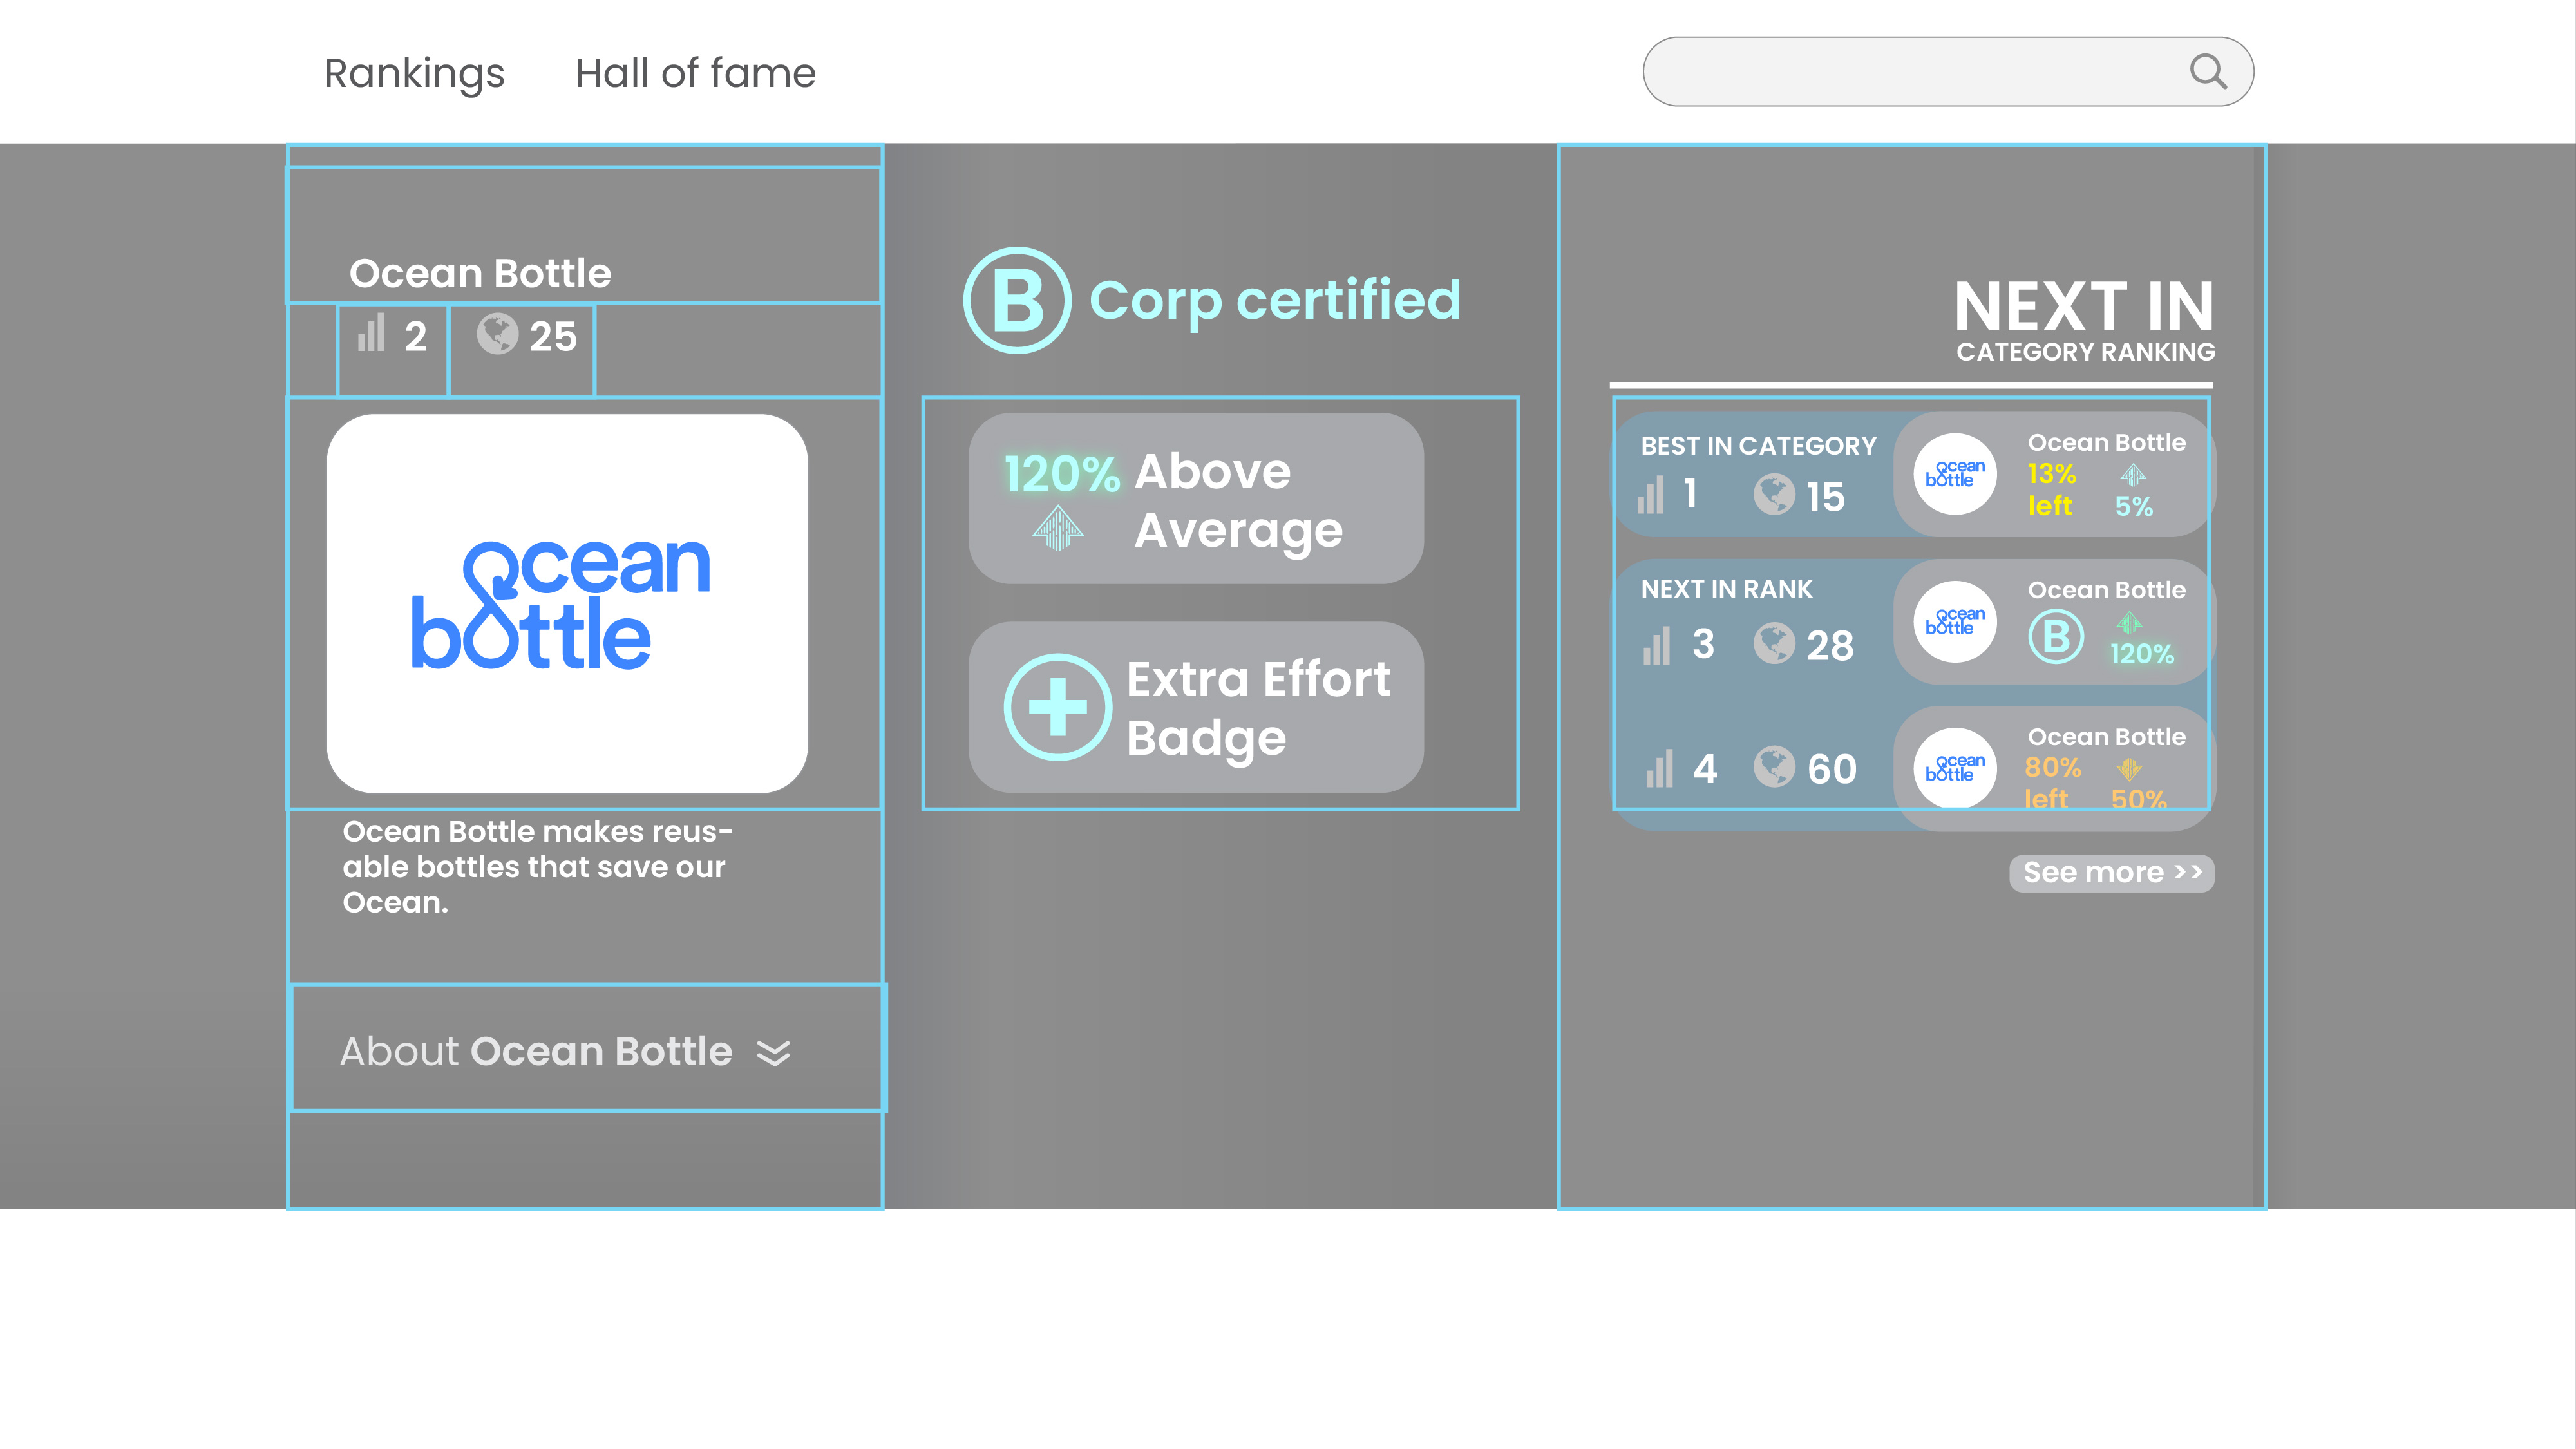 Rankings
Hall of fame
Ocean Bottle
2
25
ocean
bottle
Ocean Bottle makes reus-
able bottles that save our
Ocean.
About Ocean Bottle
B Corp certified
120% Above
Average
Extra Effort
Badge
NEXT IN
CATEGORY RANKING
BEST IN CATEGORY
1
15
ocean
bottle
Ocean Bottle
13%
left
5%
NEXT IN RANK
3
28
ocean
bottle
Ocean Bottle
B
120%
4
60
ocean
bottle
Ocean Bottle
80%
left
50%
See more >>